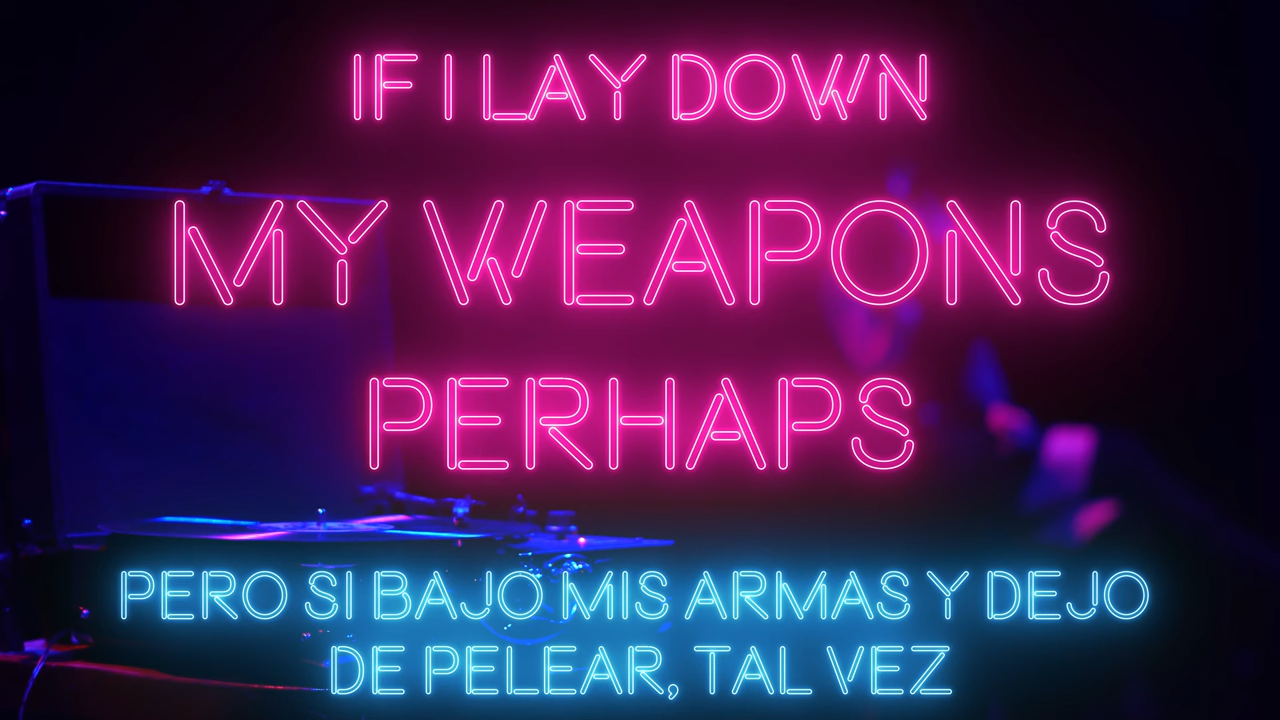 IF I LAY DOWN
MY WEAPONS
PERHAPS
PERO SI BAJO MIS ARMAS Y DEJO
DE PELEAR, TAL VEZ